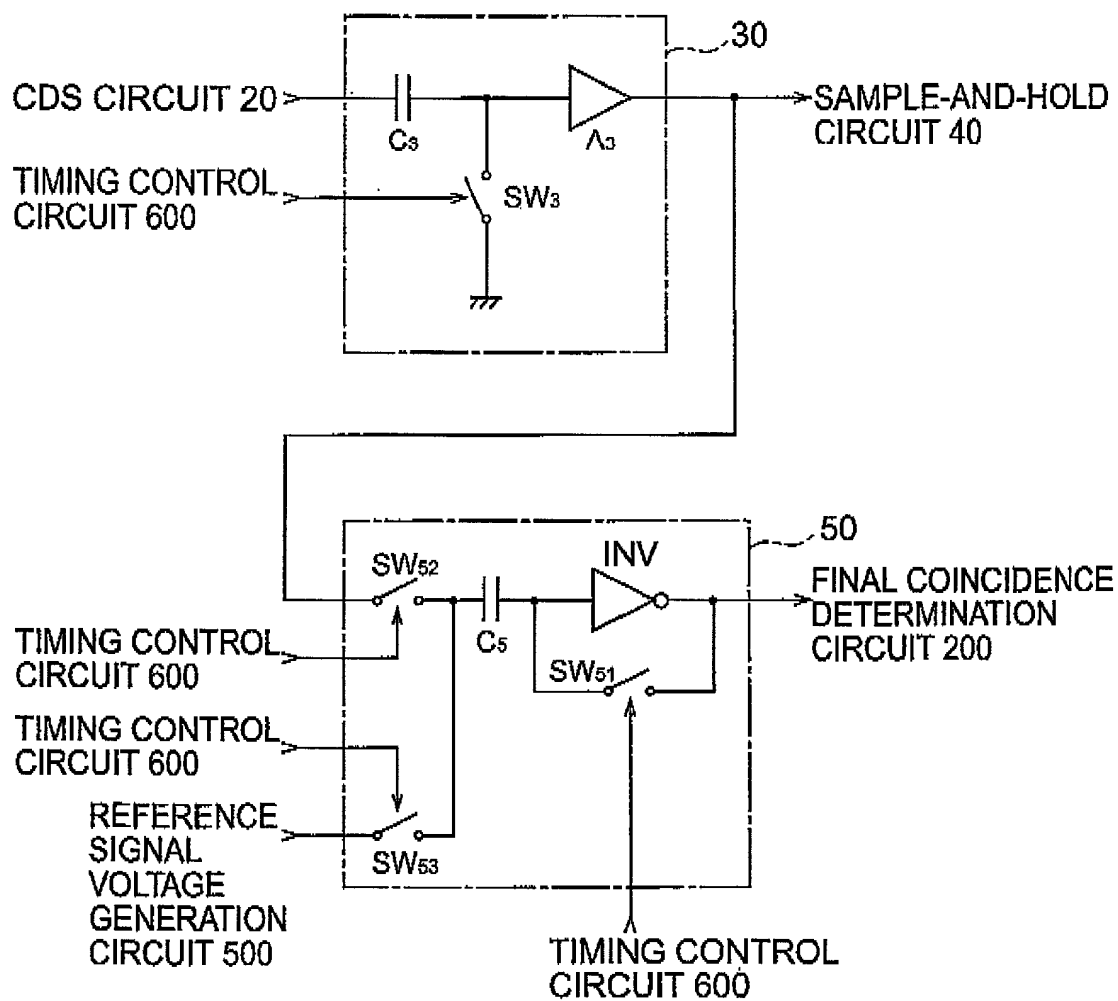 30
CDS CIRCUIT 20
C3
A3
SAMPLE-AND-HOLD
CIRCUIT 40
TIMING CONTROL
CIRCUIT 600
SW3
50
INV
SW52
C5
FINAL COINCIDENCE
DETERMINATION
CIRCUIT 200
TIMING CONTROL
CIRCUIT 600
SW51
TIMING CONTROL
CIRCUIT 600
REFERENCE
SIGNAL
VOLTAGE
GENERATION
CIRCUIT 500
SW53
TIMING CONTROL
CIRCUIT 600